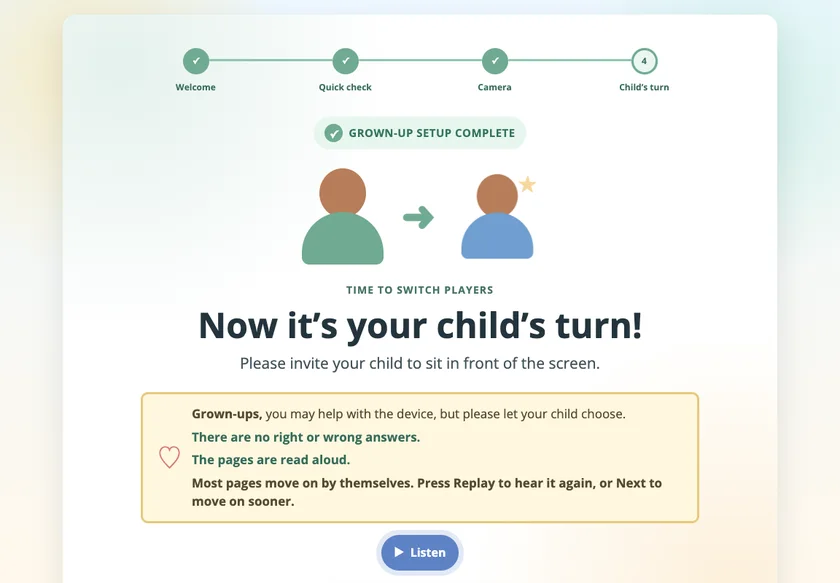 4
Welcome
Quick check
Camera
Child's turn
GROWN-UP SETUP COMPLETE
TIME TO SWITCH PLAYERS
Now it’s your child’s turn!
Please invite your child to sit in front of the screen.
Grown-ups, you may help with the device, but please let your child choose.
There are no right or wrong answers.
The pages are read aloud.
Most pages move on by themselves. Press Replay to hear it again, or Next to
move on sooner.
Listen